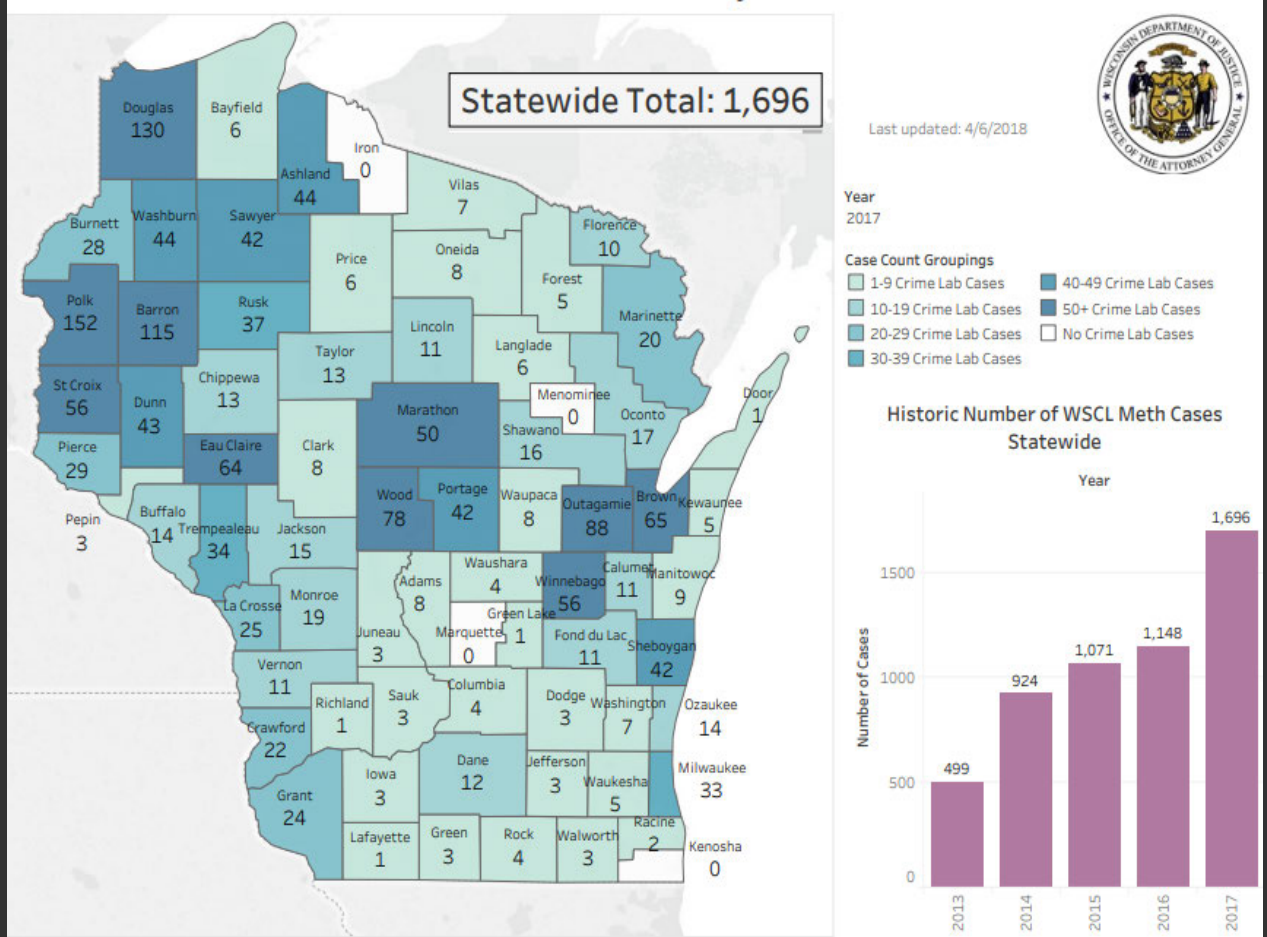 Statewide Total: 1,696
Douglas
130
Bayfield
6
Ashland
44
Iron
0
Vilas
7
Burnett
28
Washburn
44
Sawyer
42
Price
6
Oneida
8
Forest
5
Florence
10
Marinette
20
Polk
152
Barron
115
Rusk
37
Lincoln
11
Langlade
6
Taylor
13
Chippewa
13
St Croix
56
Dunn
43
Marathon
50
Menominee
0
Oconto
17
Door
1
Shawano
16
Pierce
29
Eau Claire
64
Clark
8
Wood
78
Portage
42
Waupaca
8
Outagamie
88
Brown
65
Kewaunee
5
Pepin
3
Buffalo
14
Trempealeau
34
Jackson
15
Waushara
4
Winnebago
56
Calumet
11
Manitowoc
9
Adams
8
La Crosse
25
Monroe
19
Juneau
3
Marquette
0
Green Lake
1
Fond du Lac
11
Sheboygan
42
Vernon
11
Richland
1
Sauk
3
Columbia
4
Dodge
3
Washington
7
Ozaukee
14
Crawford
22
Iowa
3
Dane
12
Jefferson
3
Waukesha
5
Milwaukee
33
Grant
24
Lafayette
1
Green
3
Rock
4
Walworth
3
Racine
2
Kenosha
0
WISCONSIN DEPARTMENT OF JUSTICE
OFFICE OF THE ATTORNEY GENERAL
Last updated: 4/6/2018
Year
2017
Case Count Groupings
1-9 Crime Lab Cases
10-19 Crime Lab Cases
20-29 Crime Lab Cases
30-39 Crime Lab Cases
40-49 Crime Lab Cases
50+ Crime Lab Cases
No Crime Lab Cases
Historic Number of WSCL Meth Cases
Statewide
Year
Number of Cases
1500
1000
500
0
499
924
1,071
1,148
1,696
2013
2014
2015
2016
2017